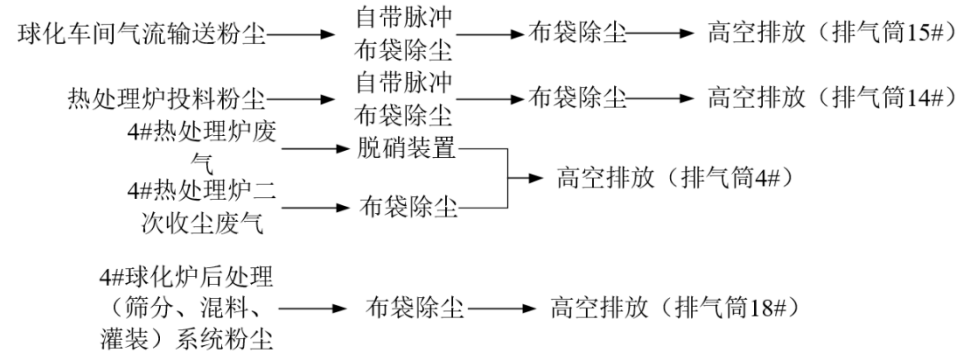 球化车间气流输送粉尘 自带脉冲布袋除尘 布袋除尘 高空排放（排气筒15#）
热处理炉投料粉尘 自带脉冲布袋除尘 布袋除尘 高空排放（排气筒14#）
4#热处理炉废气 脱硝装置
4#热处理炉二次收尘废气 布袋除尘
高空排放（排气筒4#）
4#球化炉后处理
（筛分、混料、
灌装）系统粉尘
布袋除尘 高空排放（排气筒18#）